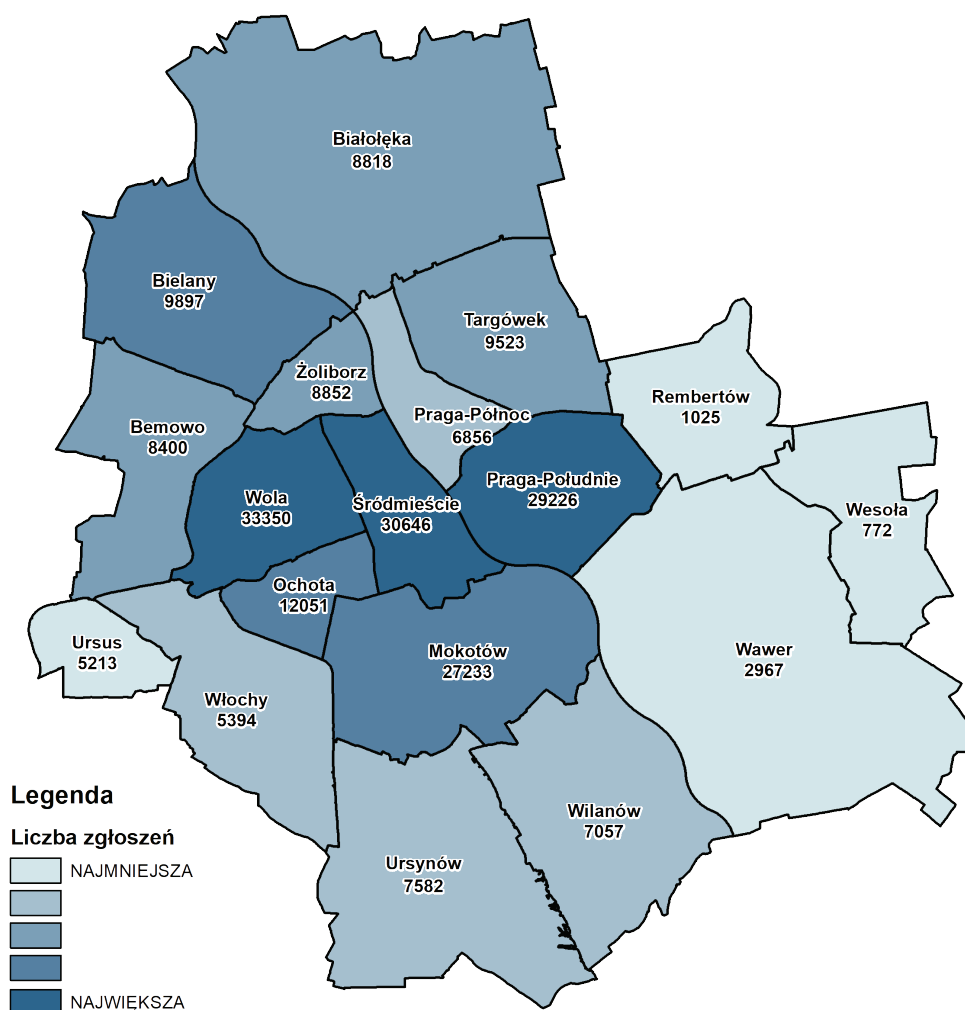 Białołęka
8818
Bielany
9897
Targówek
9523
Żoliborz
8852
Rembertów
1025
Praga-Północ
6856
Bemowo
8400
Praga-Południe
29226
Wola
33350
Śródmieście
30646
Wesoła
772
Ochota
12051
Ursus
5213
Mokotów
27233
Wawer
2967
Włochy
5394
Wilanów
7057
Ursynów
7582
Legenda
Liczba zgłoszeń
NAJMNIEJSZA
NAJWIĘKSZA